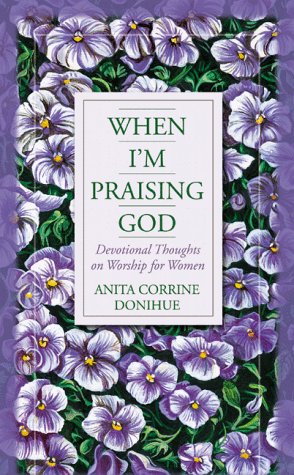 WHEN
I'M
PRAISING
GOD
Devotional Thoughts
on Worship for Women
ANITA CORRINE
DONIHUE